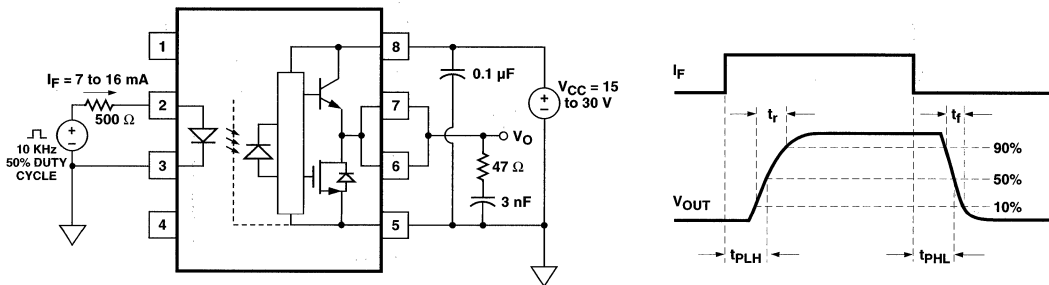 1
8
I_F = 7 to 16 mA
0.1 µF
V_CC = 15
to 30 V
+
–
2
7
500 Ω
+
–
10 KHz
50% DUTY
CYCLE
V_O
3
6
47 Ω
3 nF
4
5
I_F
t_r
t_f
90%
50%
V_OUT
10%
t_PLH
t_PHL